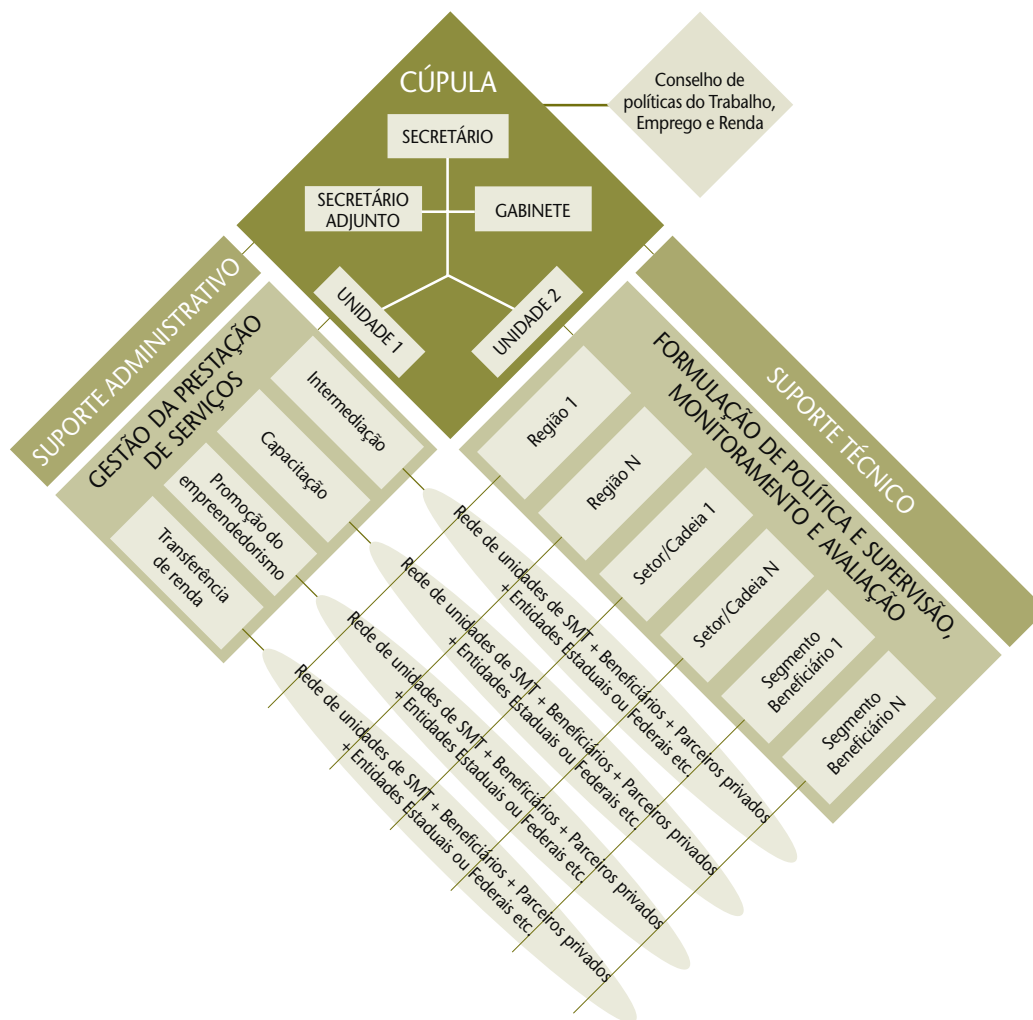 CÚPULA
SECRETÁRIO
SECRETÁRIO
ADJUNTO
GABINETE
UNIDADE 1
UNIDADE 2
Conselho de
políticas do Trabalho,
Emprego e Renda
SUPORTE ADMINISTRATIVO
GESTÃO DA PRESTAÇÃO
DE SERVIÇOS
Intermediação
Capacitação
Promoção do
empreendedorismo
Transferência
de renda
SUPORTE TÉCNICO
FORMULAÇÃO DE POLÍTICA E SUPERVISÃO,
MONITORAMENTO E AVALIAÇÃO
Região 1
Região N
Setor/Cadeia 1
Setor/Cadeia N
Segmento
Beneficiário 1
Segmento
Beneficiário N
Rede de unidades de SMT + Beneficiários + Parceiros privados
+ Entidades Estaduais ou Federais etc.
Rede de unidades de SMT + Beneficiários + Parceiros privados
+ Entidades Estaduais ou Federais etc.
Rede de unidades de SMT + Beneficiários + Parceiros privados
+ Entidades Estaduais ou Federais etc.
Rede de unidades de SMT + Beneficiários + Parceiros privados
+ Entidades Estaduais ou Federais etc.